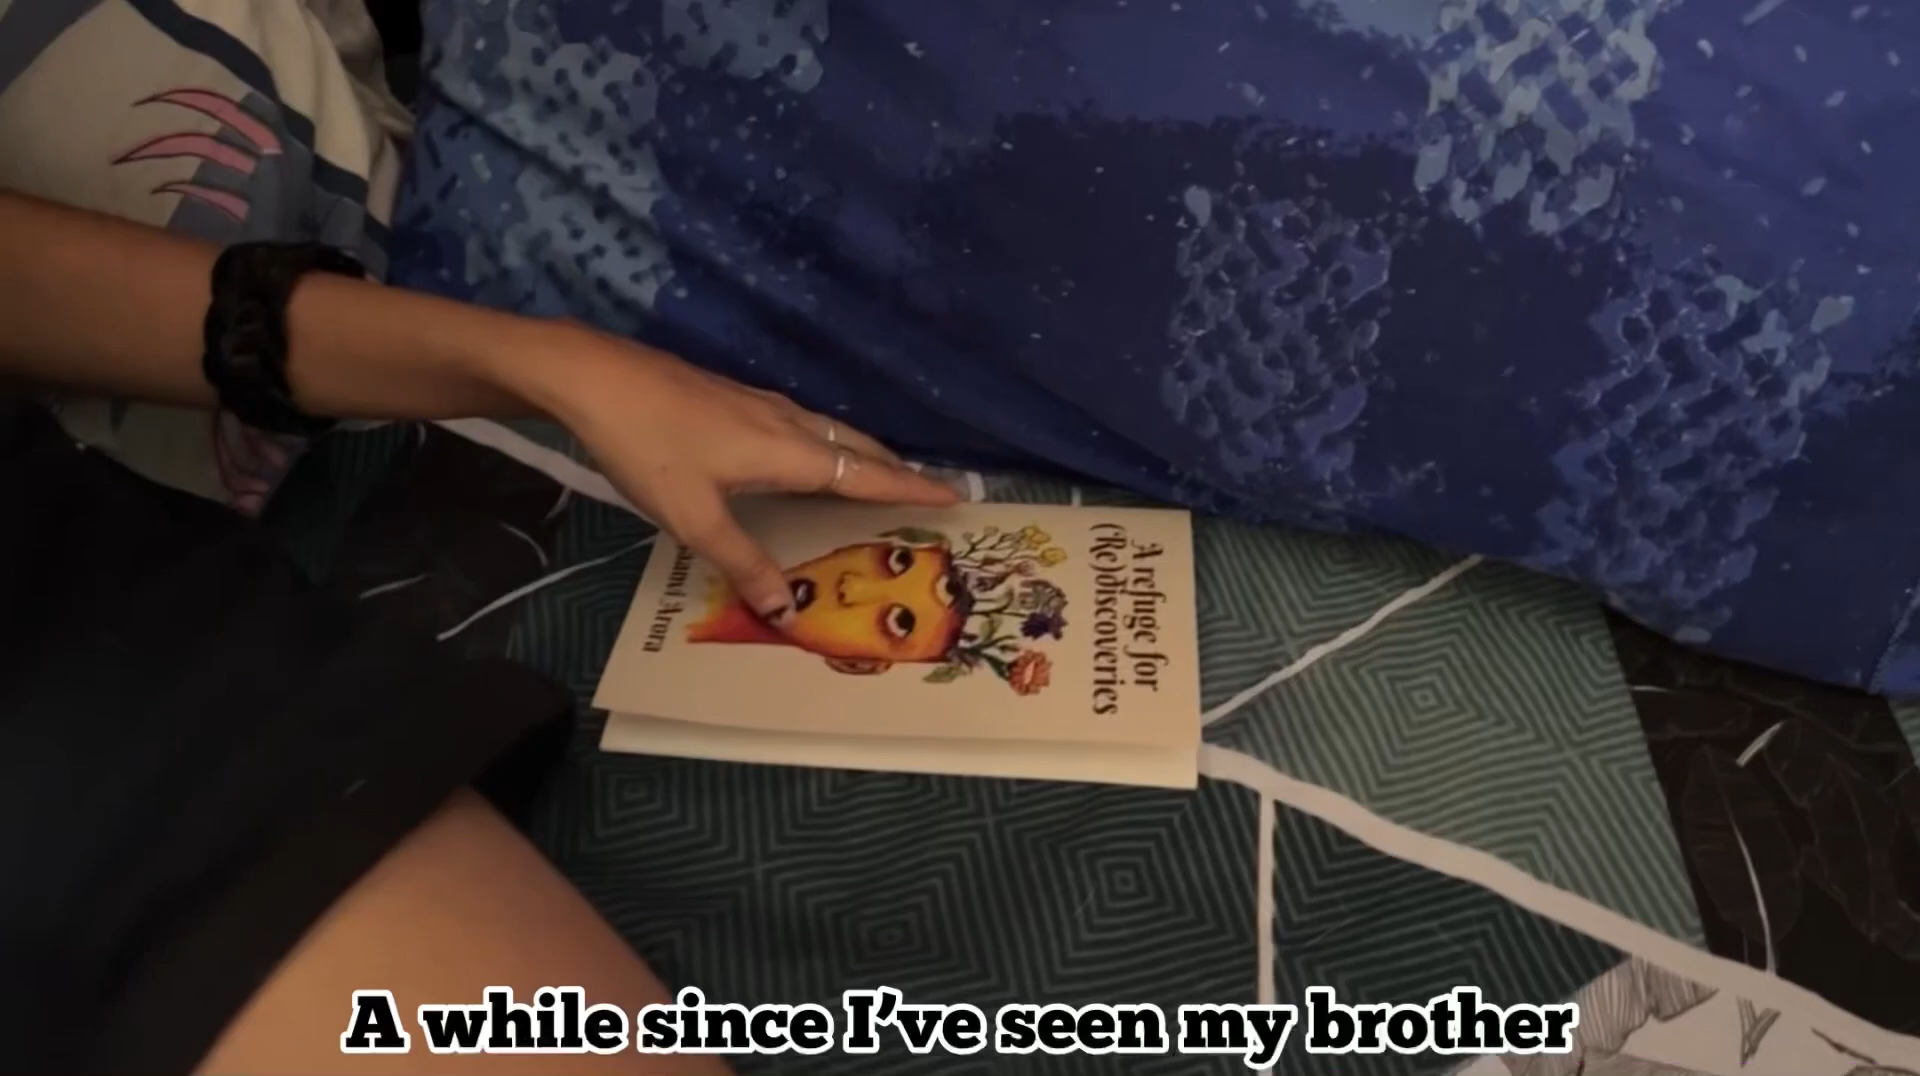 A refuge for
(Re)discoveries
Arora
A while since I've seen my brother